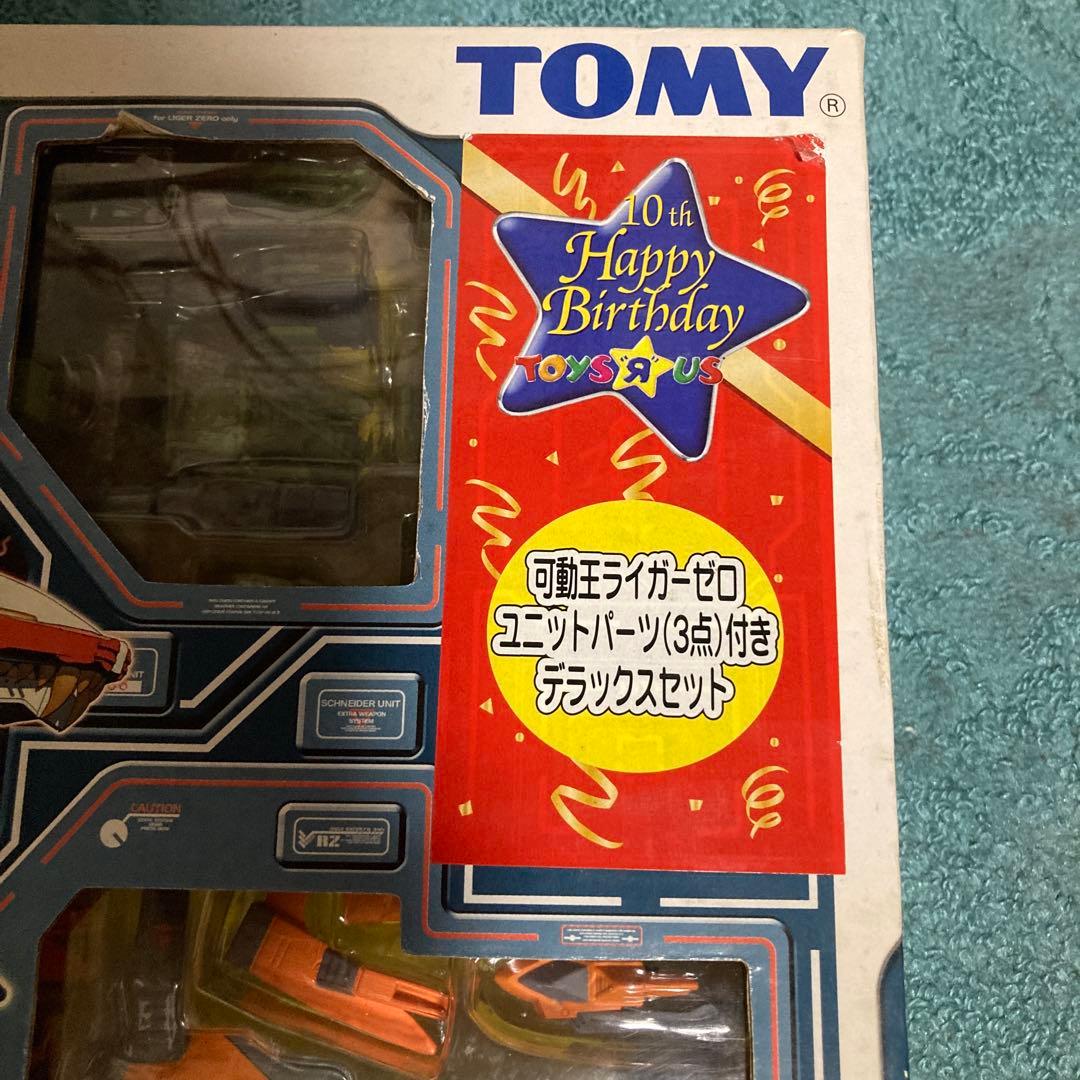 TOMY®
for LIGER ZERO only
10th
Happy
Birthday
TOYS"R"US
可動王ライガーゼロ
ユニットパーツ(3点)付き
デラックスセット
SCHNEIDER UNIT
EXTRA WEAPON
SYSTEM
CAUTION
RZ